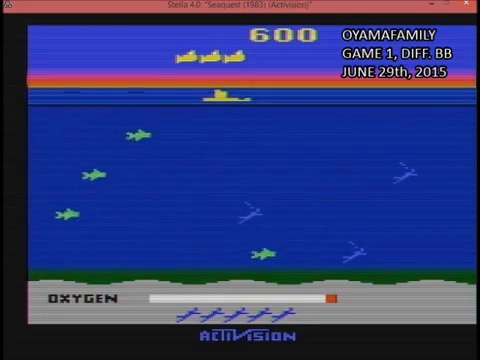 Stella 4.0: "Seaquest (1983) (Activision)"
600
OYAMAFAMILY
GAME 1, DIFF. BB
JUNE 29th, 2015
OXYGEN
ACTIVISION